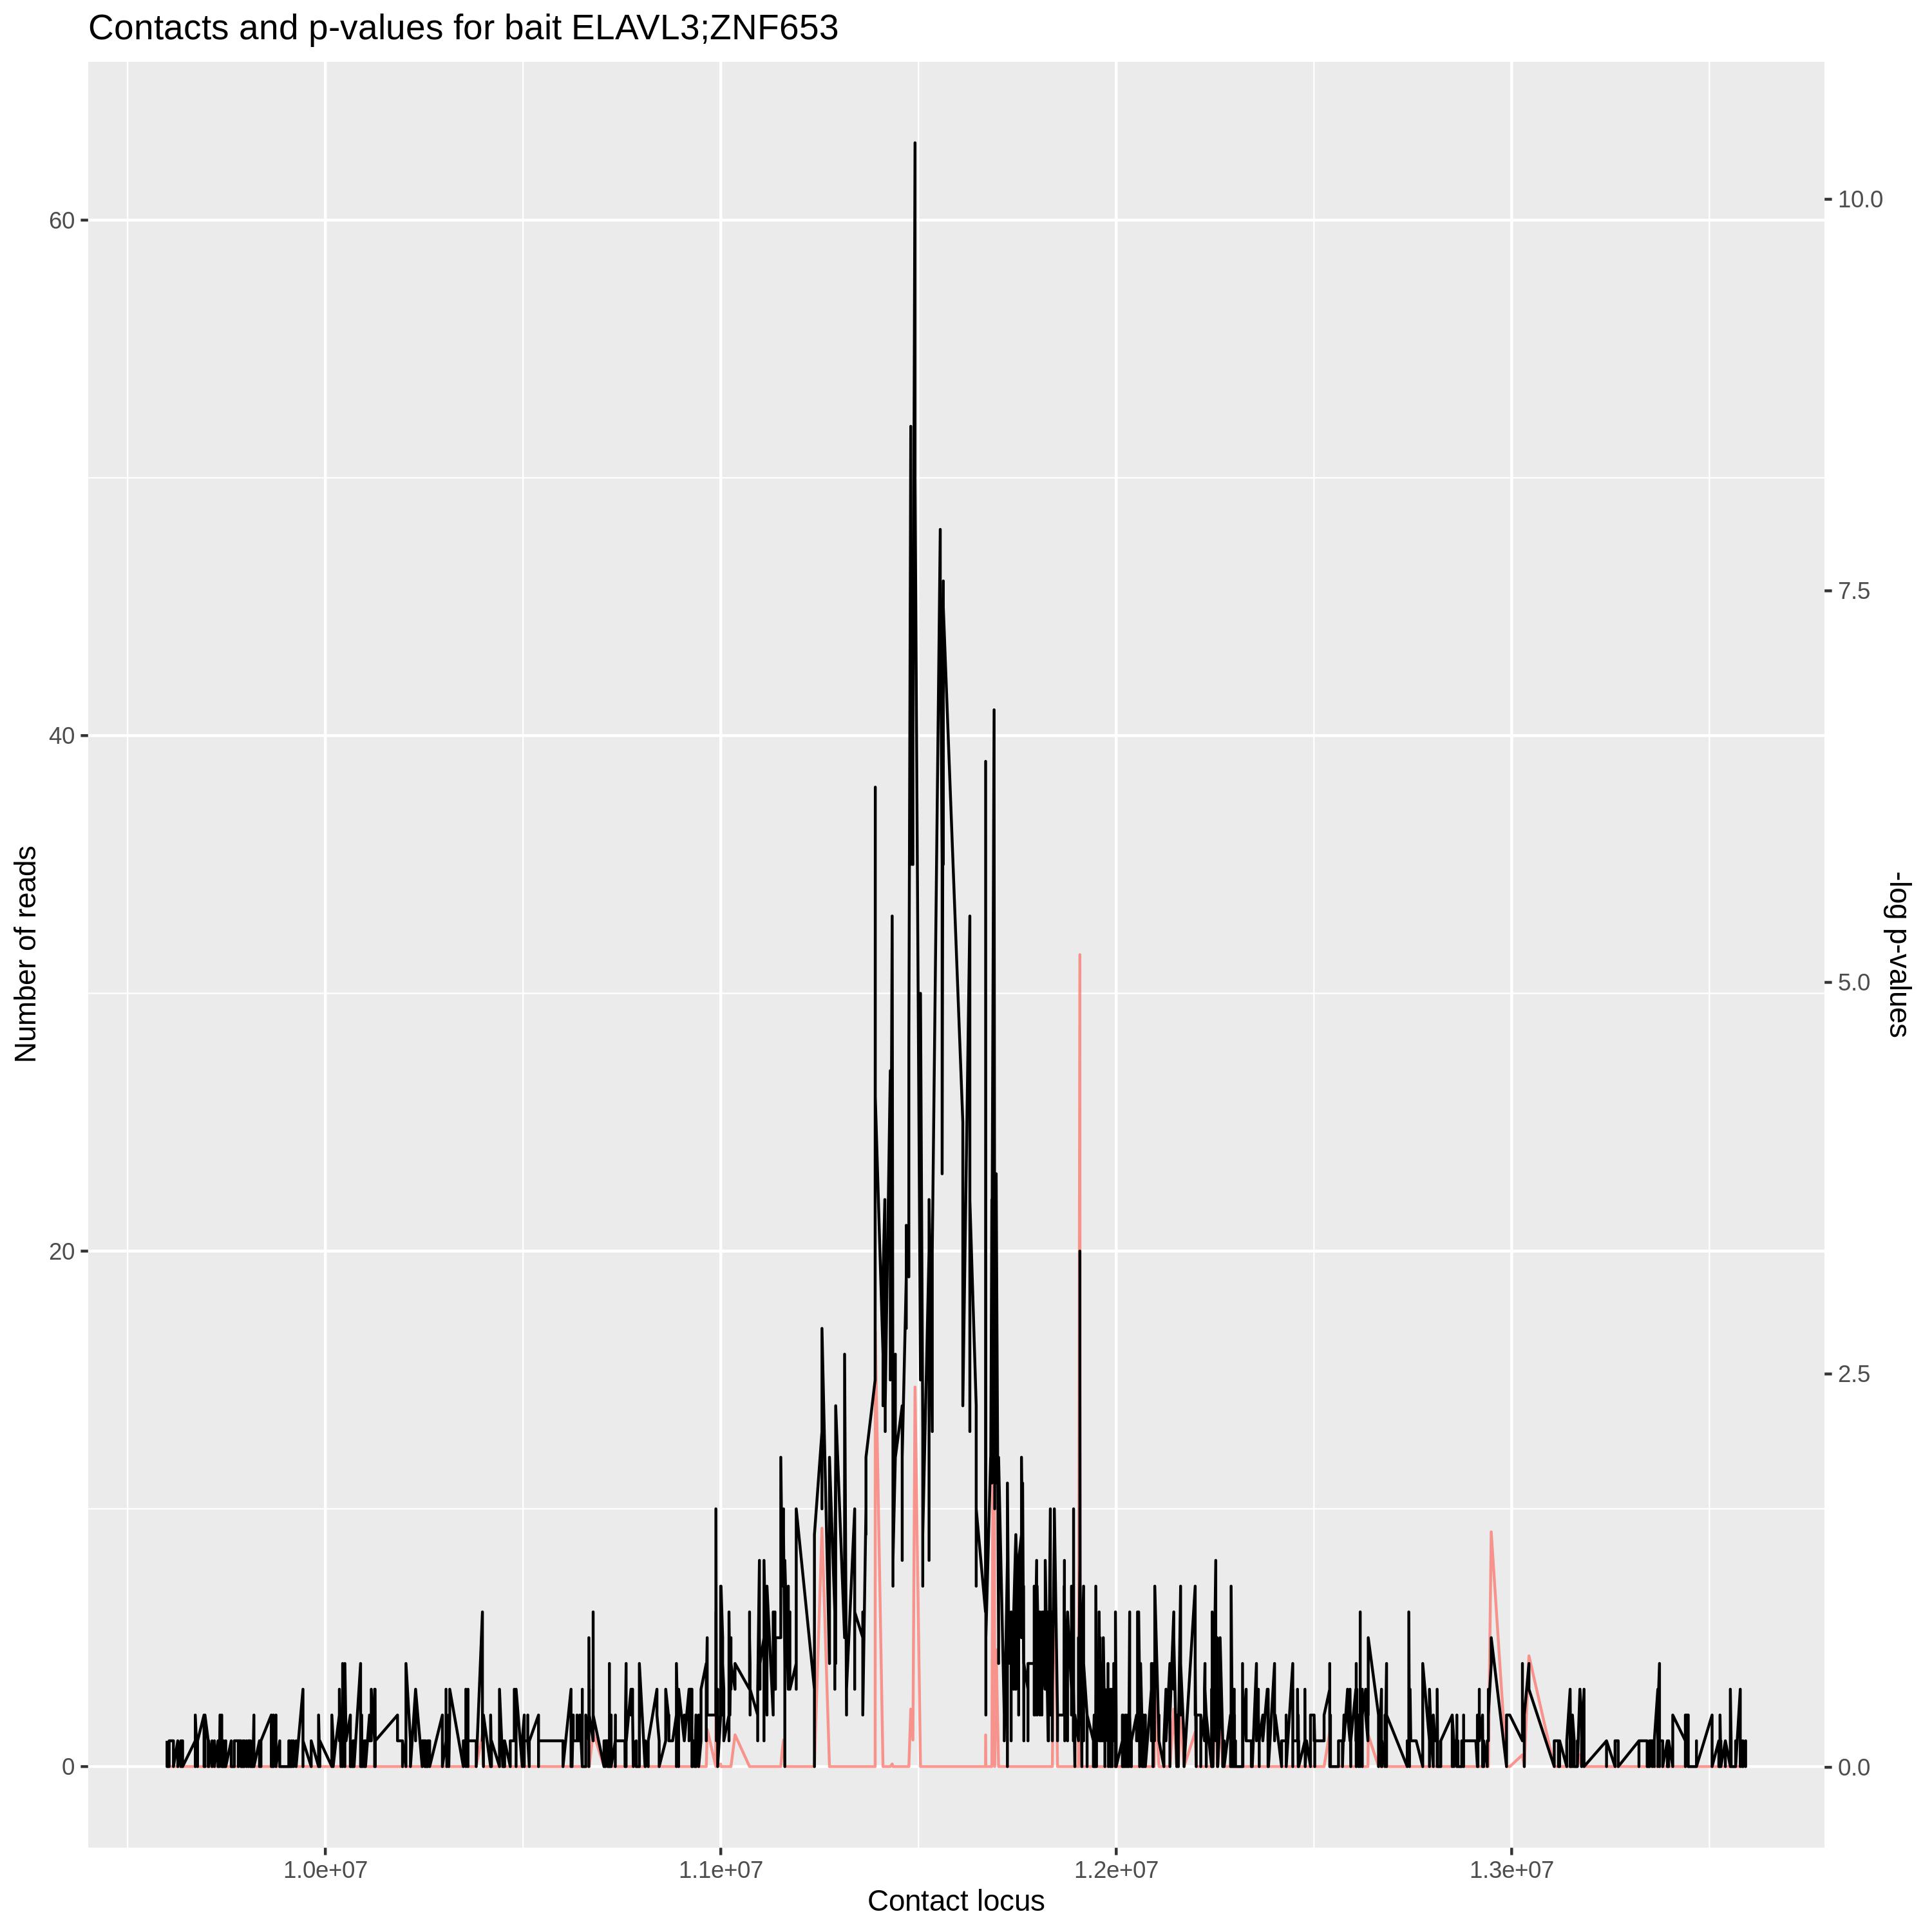 Contacts and p-values for bait ELAVL3;ZNF653
60
40
20
0
Number of reads
10.0
7.5
5.0
2.5
0.0
-log p-values
1.0e+07
1.1e+07
1.2e+07
1.3e+07
Contact locus